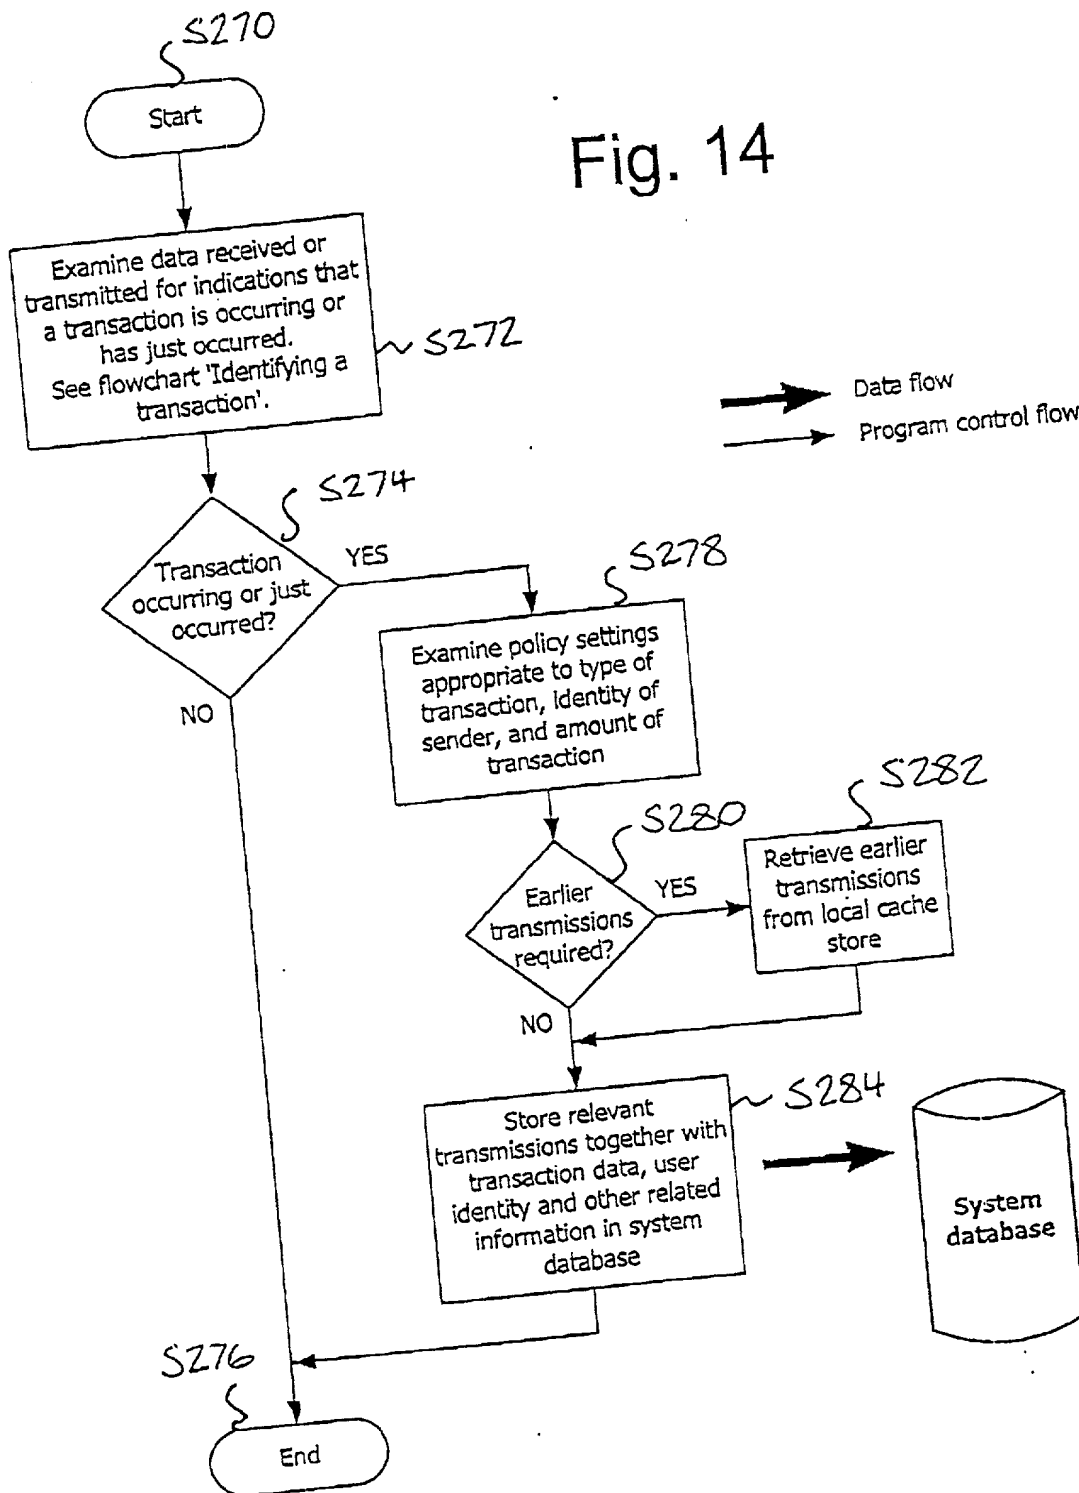 S270
Start
Fig. 14
Examine data received or
transmitted for indications that
a transaction is occurring or
has just occurred.
See flowchart 'Identifying a
transaction'.
S272
Data flow
Program control flow
S274
Transaction
occurring or just
occurred?
YES
NO
S278
Examine policy settings
appropriate to type of
transaction, identity of
sender, and amount of
transaction
S280
Earlier
transmissions
required?
YES
NO
S282
Retrieve earlier
transmissions
from local cache
store
S284
Store relevant
transmissions together with
transaction data, user
identity and other related
information in system
database
System
database
S276
End